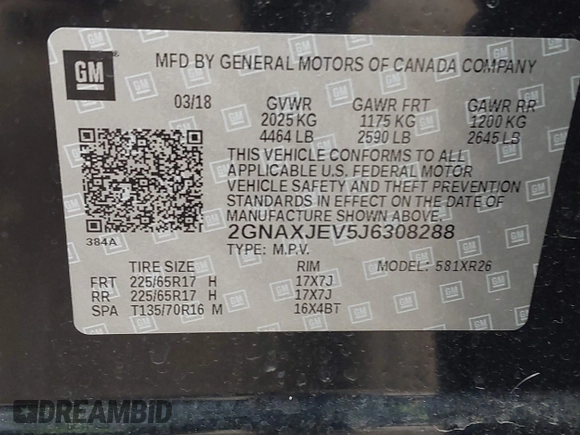 GM
MFD BY GENERAL MOTORS OF CANADA COMPANY
03/18 GVWR GAWR FRT GAWR RR
2025 KG 1175 KG 1200 KG
4464 LB 2590 LB 2645 LB
THIS VEHICLE CONFORMS TO ALL
APPLICABLE U.S. FEDERAL MOTOR
VEHICLE SAFETY AND THEFT PREVENTION
STANDARDS IN EFFECT ON THE DATE OF
MANUFACTURE SHOWN ABOVE.
384A 2GNAXJEV5J6308288
TYPE: M.P.V.
TIRE SIZE RIM MODEL: 581XR26
FRT 225/65R17 H 17X7J
RR 225/65R17 H 17X7J
SPA T135/70R16 M 16X4BT
DREAMBID